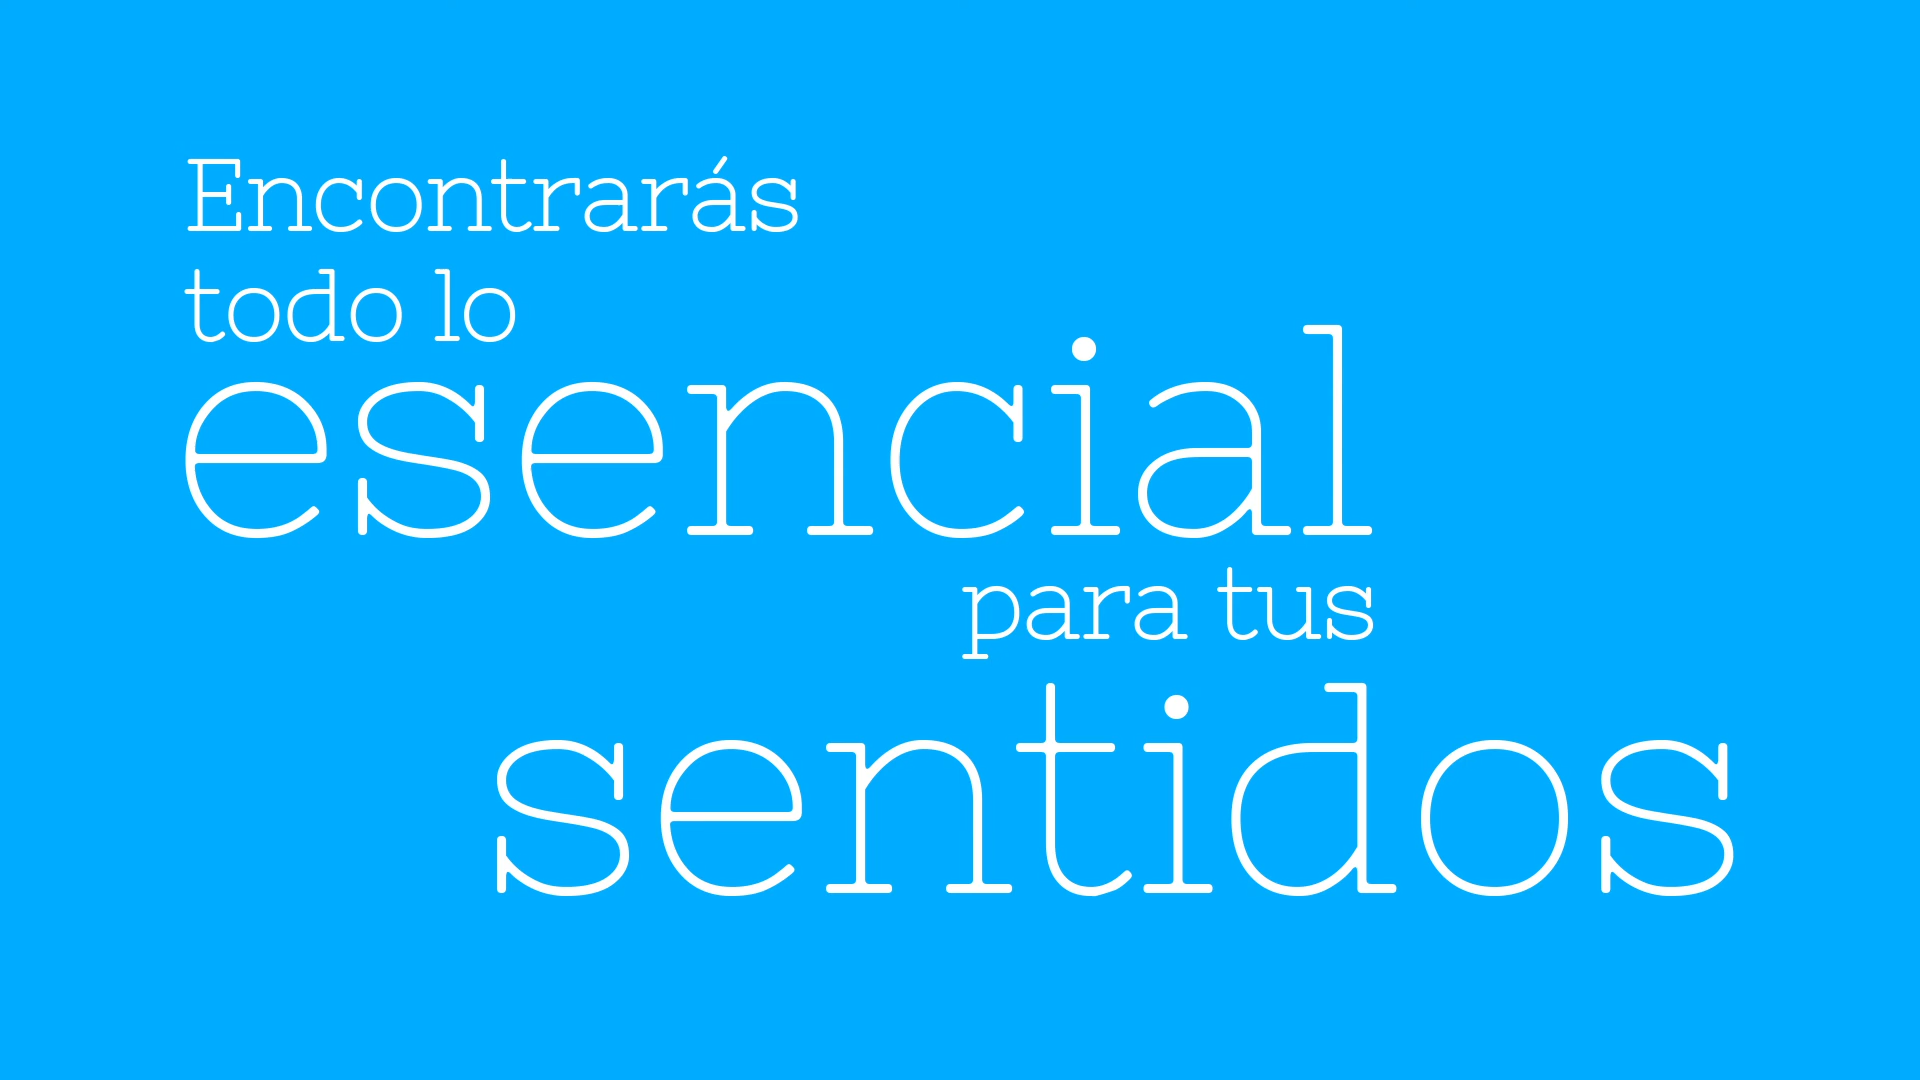 Encontrarás
todo lo
esencial
para tus
sentidos